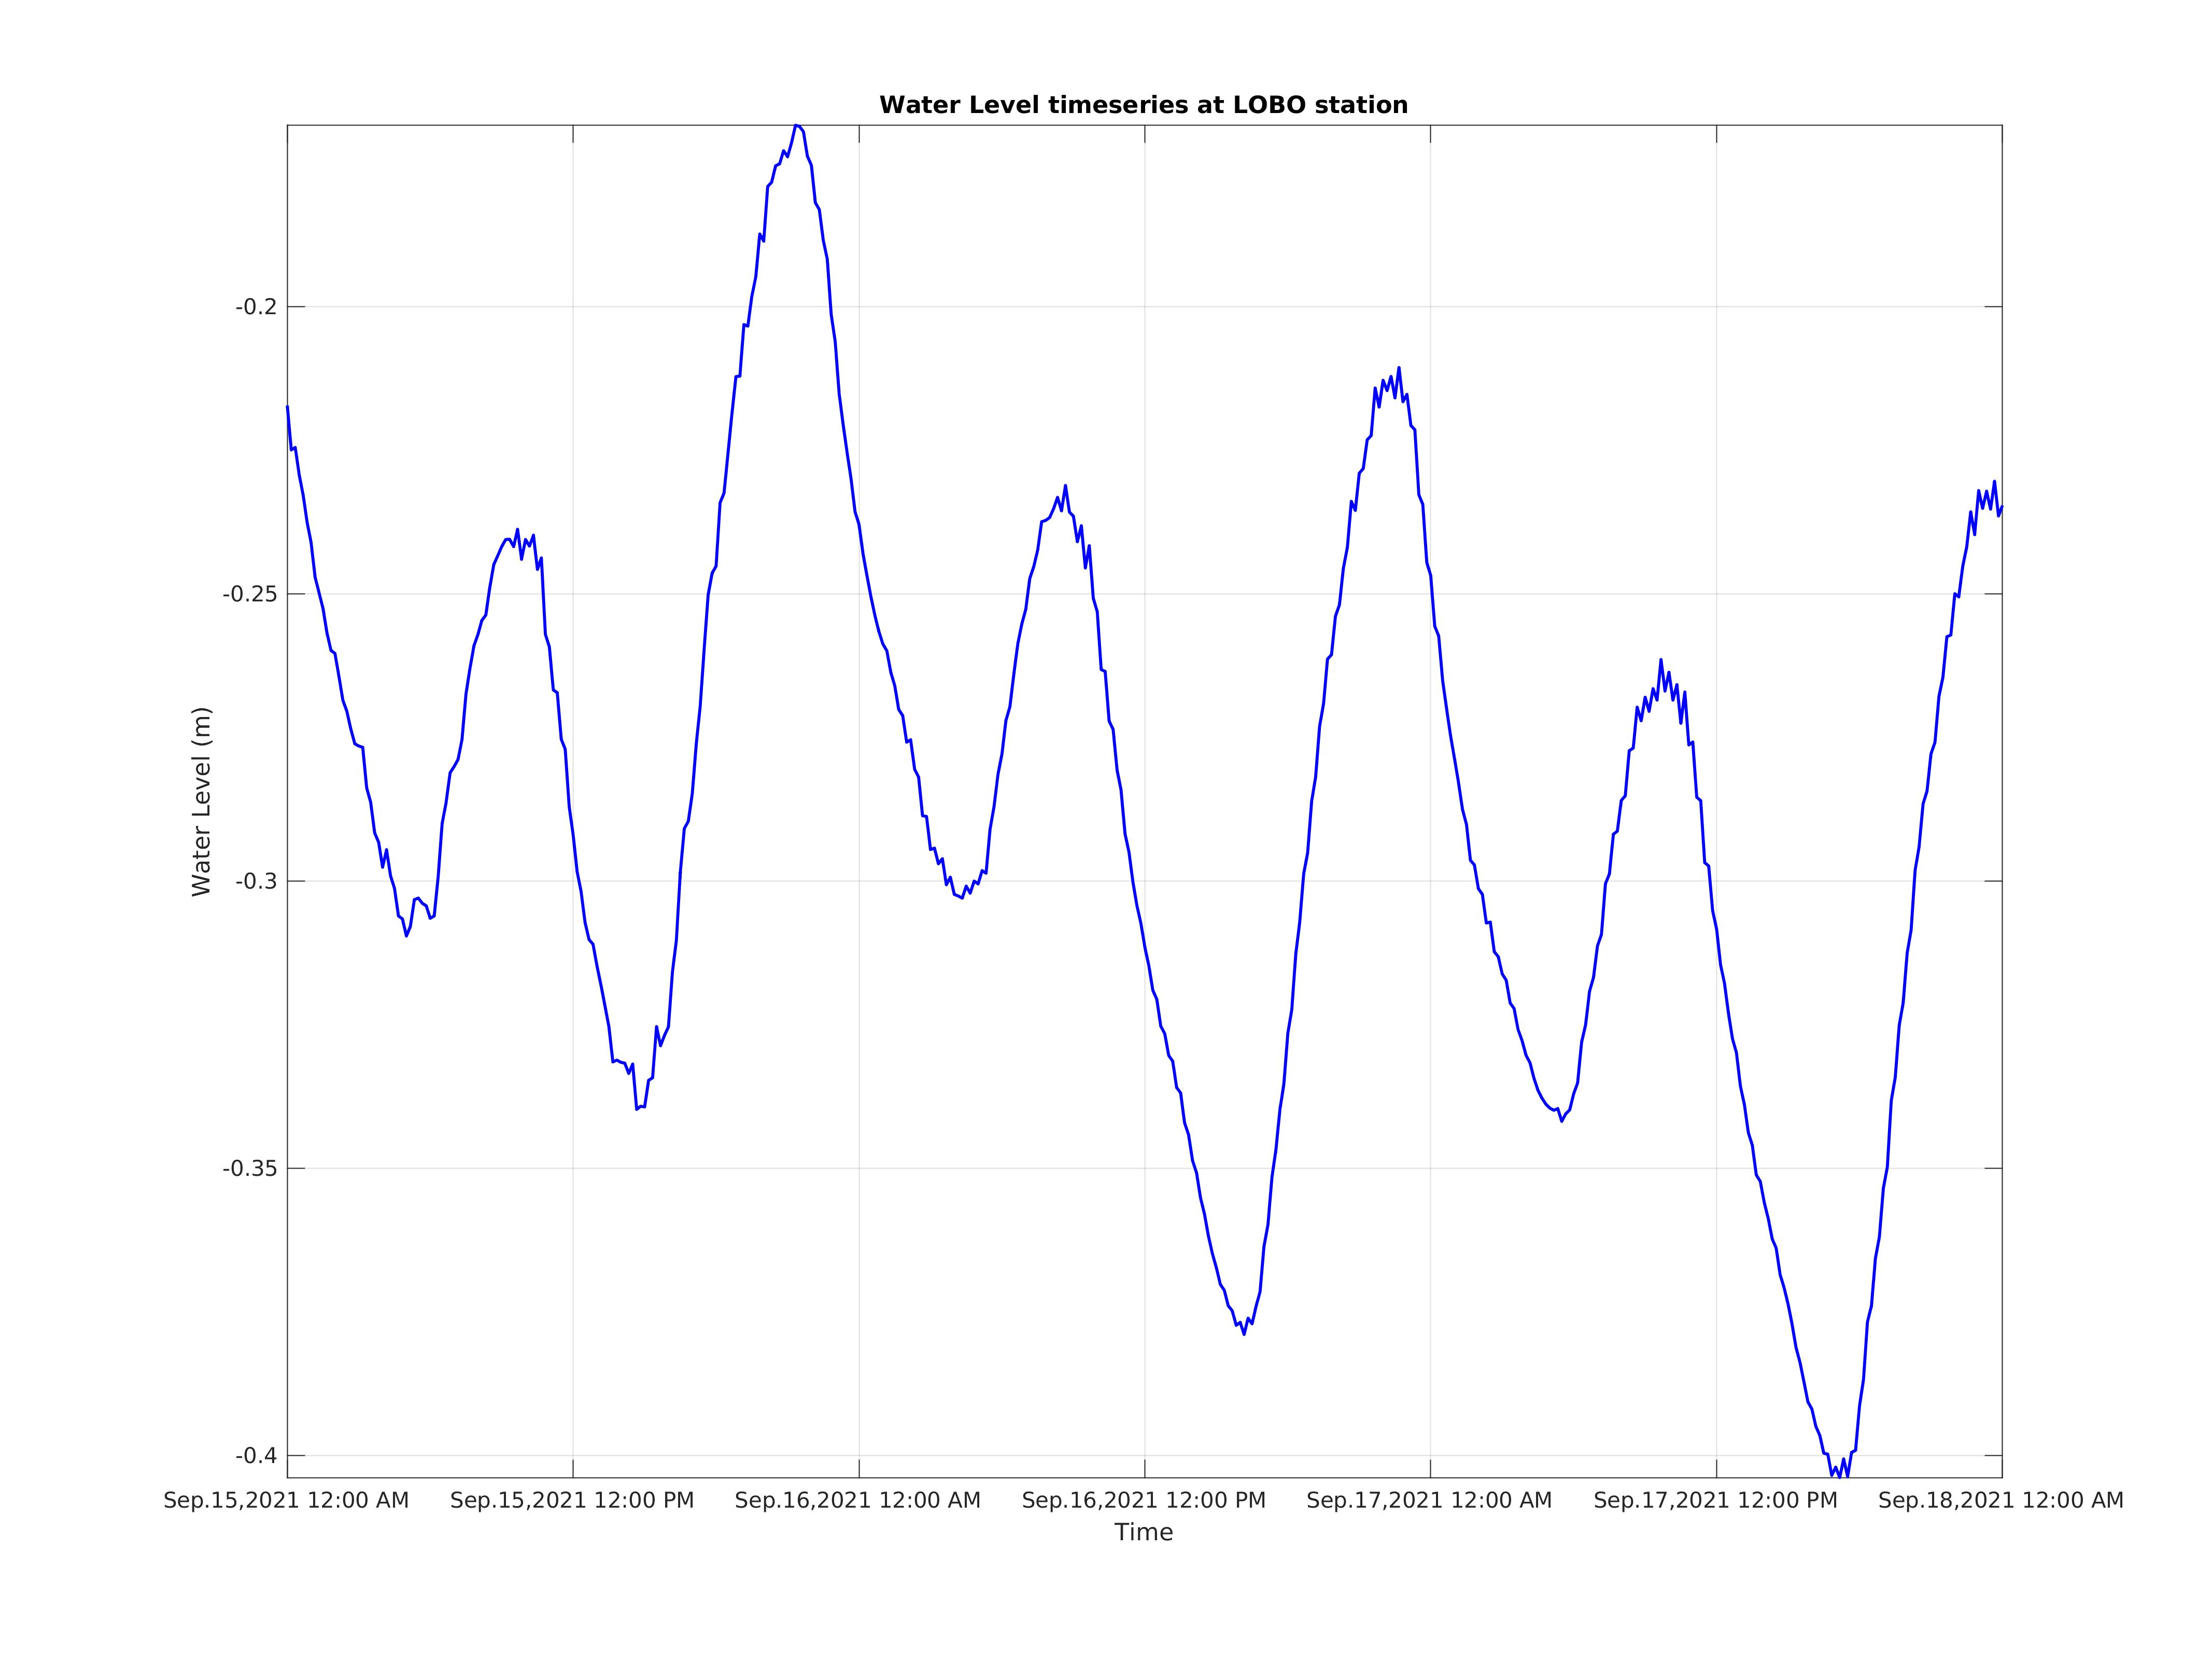 Water Level timeseries at LOBO station
-0.2
-0.25
-0.3
-0.35
-0.4
Water Level (m)
Sep.15,2021 12:00 AM Sep.15,2021 12:00 PM Sep.16,2021 12:00 AM Sep.16,2021 12:00 PM Sep.17,2021 12:00 AM Sep.17,2021 12:00 PM Sep.18,2021 12:00 AM
Time